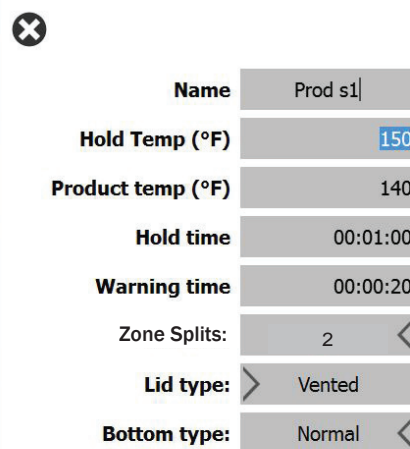 Name Prod s1
Hold Temp (°F) 150
Product temp (°F) 140
Hold time 00:01:00
Warning time 00:00:20
Zone Splits: 2
Lid type: Vented
Bottom type: Normal